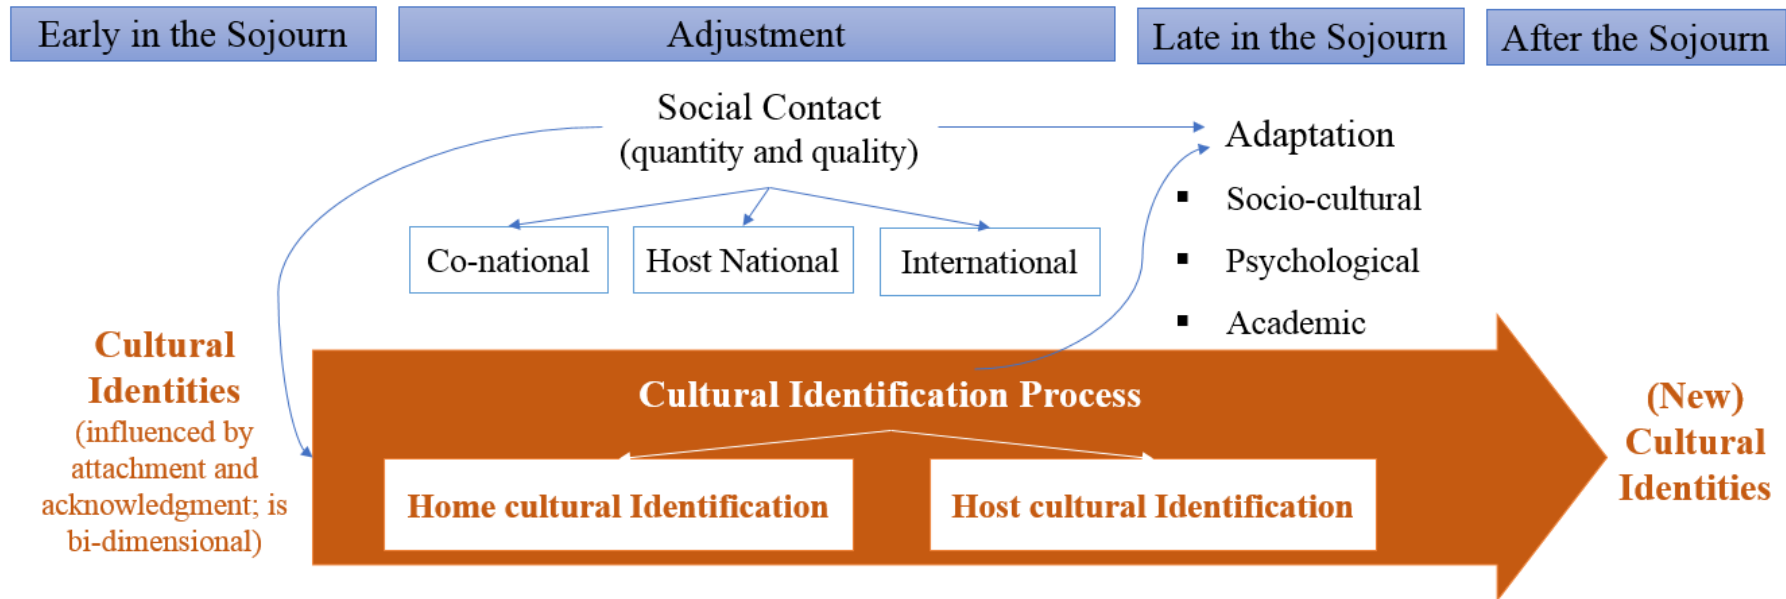 Early in the Sojourn
Adjustment
Late in the Sojourn
After the Sojourn
Social Contact
(quantity and quality)
Co-national
Host National
International
Adaptation
▪ Socio-cultural
▪ Psychological
▪ Academic
Cultural
Identities
(influenced by
attachment and
acknowledgment; is
bi-dimensional)
Cultural Identification Process
Home cultural Identification
Host cultural Identification
(New)
Cultural
Identities